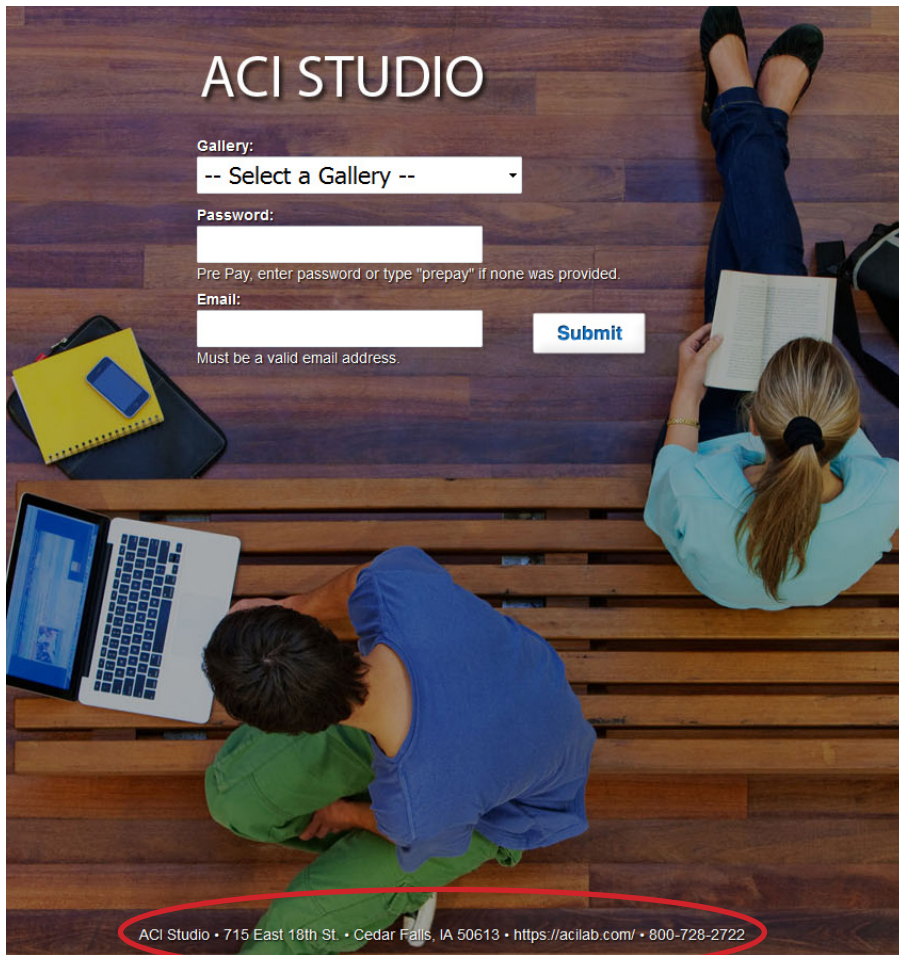 ACI STUDIO
Gallery:
-- Select a Gallery --
Password:
Pre Pay, enter password or type "prepay" if none was provided.
Email:
Submit
Must be a valid email address.
ACI Studio • 715 East 18th St. • Cedar Falls, IA 50613 • https://acilab.com/ • 800-728-2722